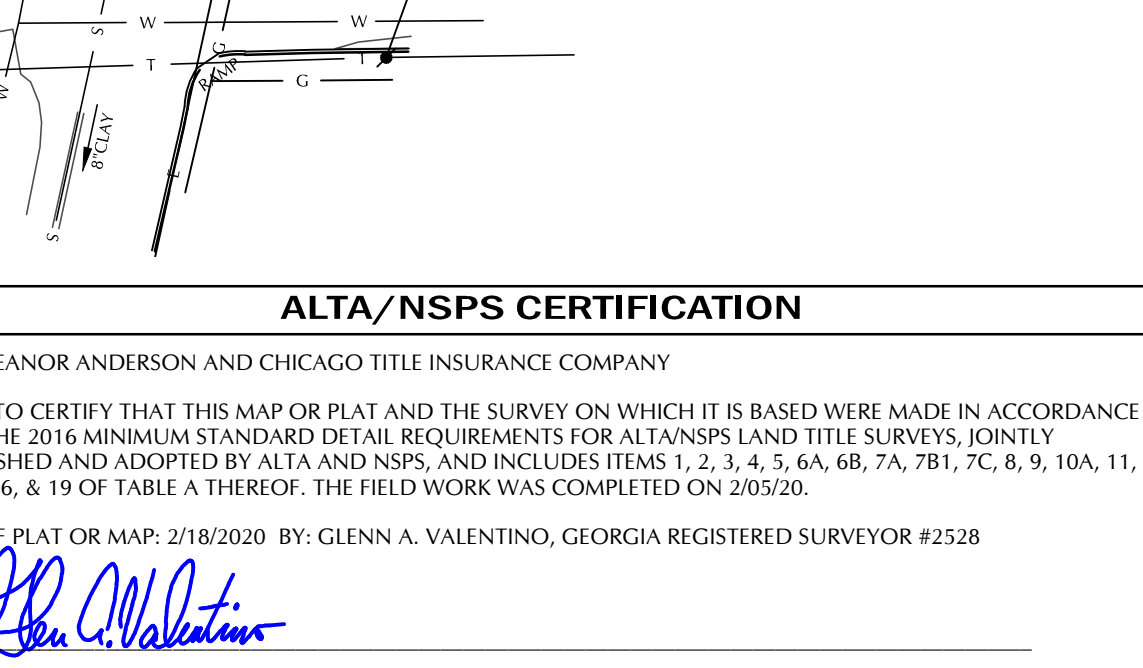 S
W
W
G
T
T
RAMP
G
W
8"CLAY
E
S
ALTA/NSPS CERTIFICATION
EANOR ANDERSON AND CHICAGO TITLE INSURANCE COMPANY
TO CERTIFY THAT THIS MAP OR PLAT AND THE SURVEY ON WHICH IT IS BASED WERE MADE IN ACCORDANCE
HE 2016 MINIMUM STANDARD DETAIL REQUIREMENTS FOR ALTA/NSPS LAND TITLE SURVEYS, JOINTLY
SHED AND ADOPTED BY ALTA AND NSPS, AND INCLUDES ITEMS 1, 2, 3, 4, 5, 6A, 6B, 7A, 7B1, 7C, 8, 9, 10A, 11,
6, & 19 OF TABLE A THEREOF. THE FIELD WORK WAS COMPLETED ON 2/05/20.
F PLAT OR MAP: 2/18/2020 BY: GLENN A. VALENTINO, GEORGIA REGISTERED SURVEYOR #2528
Glen A. Valentino